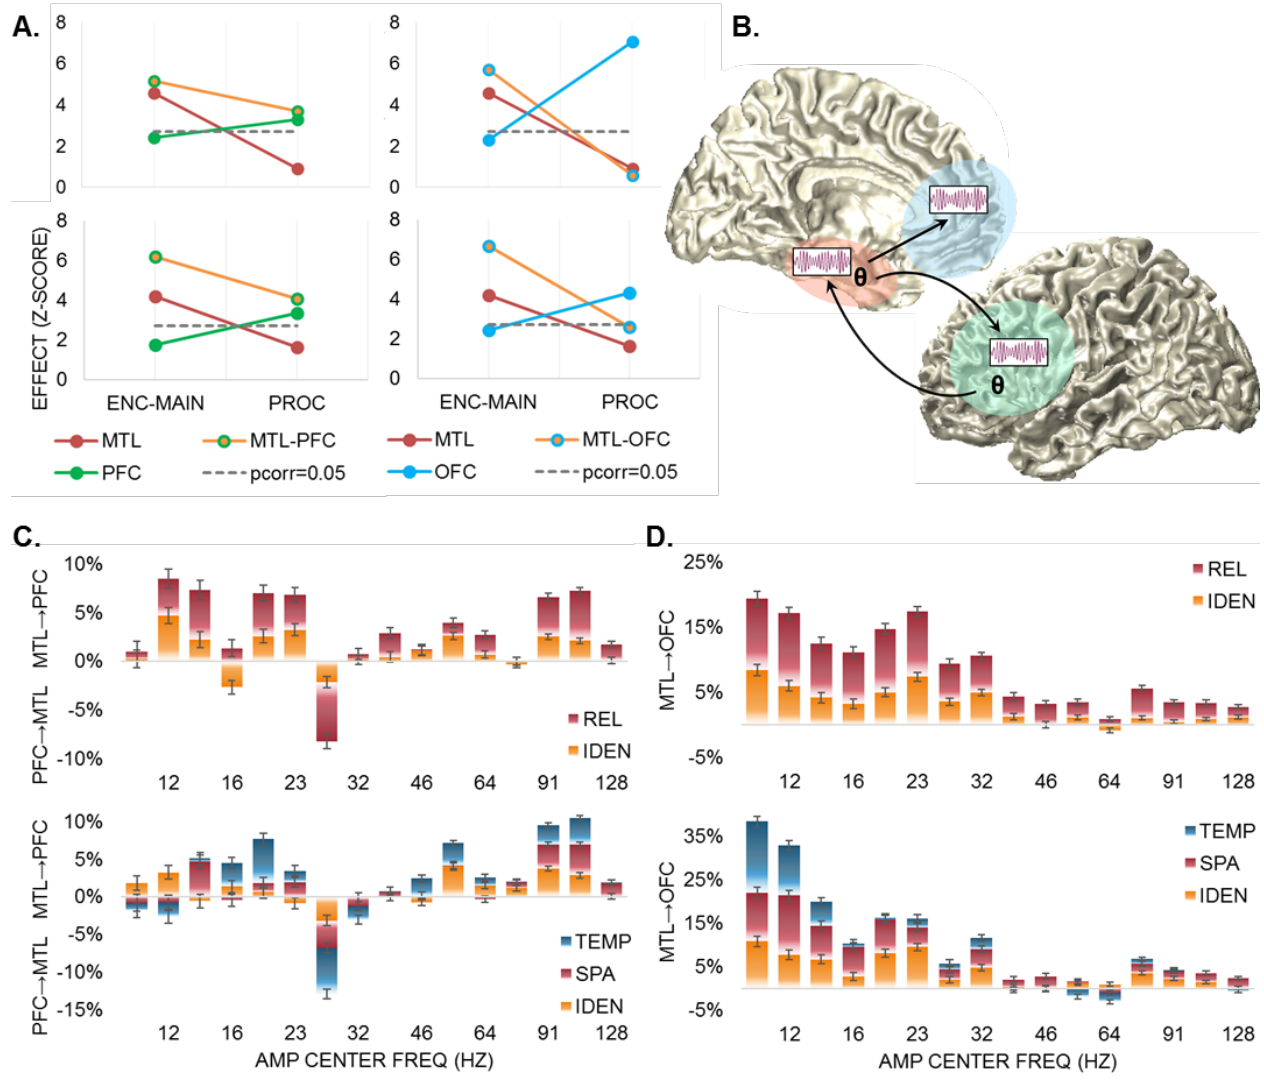 A.
B.
8
6
4
2
0
8
6
4
2
0
EFFECT (Z-SCORE)
8
6
4
2
0
8
6
4
2
0
ENC-MAIN PROC
ENC-MAIN PROC
MTL MTL-PFC
PFC pcorr=0.05
MTL MTL-OFC
OFC pcorr=0.05
θ
θ
C.
PFC→MTL MTL→PFC
10%
5%
0%
-5%
-10%
REL
IDEN
12 16 23 32 46 64 91 128
PFC→MTL MTL→PFC
10%
5%
0%
-5%
-10%
-15%
TEMP
SPA
IDEN
12 16 23 32 46 64 91 128
AMP CENTER FREQ (HZ)
D.
MTL→OFC
25%
15%
5%
-5%
REL
IDEN
12 16 23 32 46 64 91 128
MTL→OFC
35%
25%
15%
5%
-5%
TEMP
SPA
IDEN
12 16 23 32 46 64 91 128
AMP CENTER FREQ (HZ)